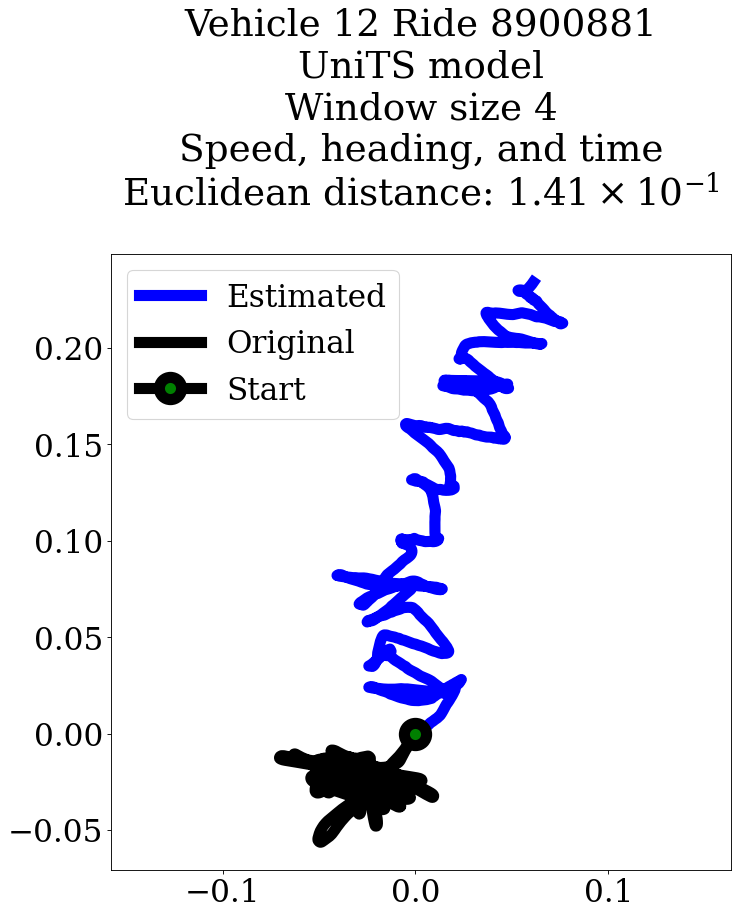 Vehicle 12 Ride 8900881
UniTS model
Window size 4
Speed, heading, and time
Euclidean distance: $1.41 \times 10^{-1}$
Estimated
Original
Start
0.20
0.15
0.10
0.05
0.00
−0.05
−0.1 0.0 0.1